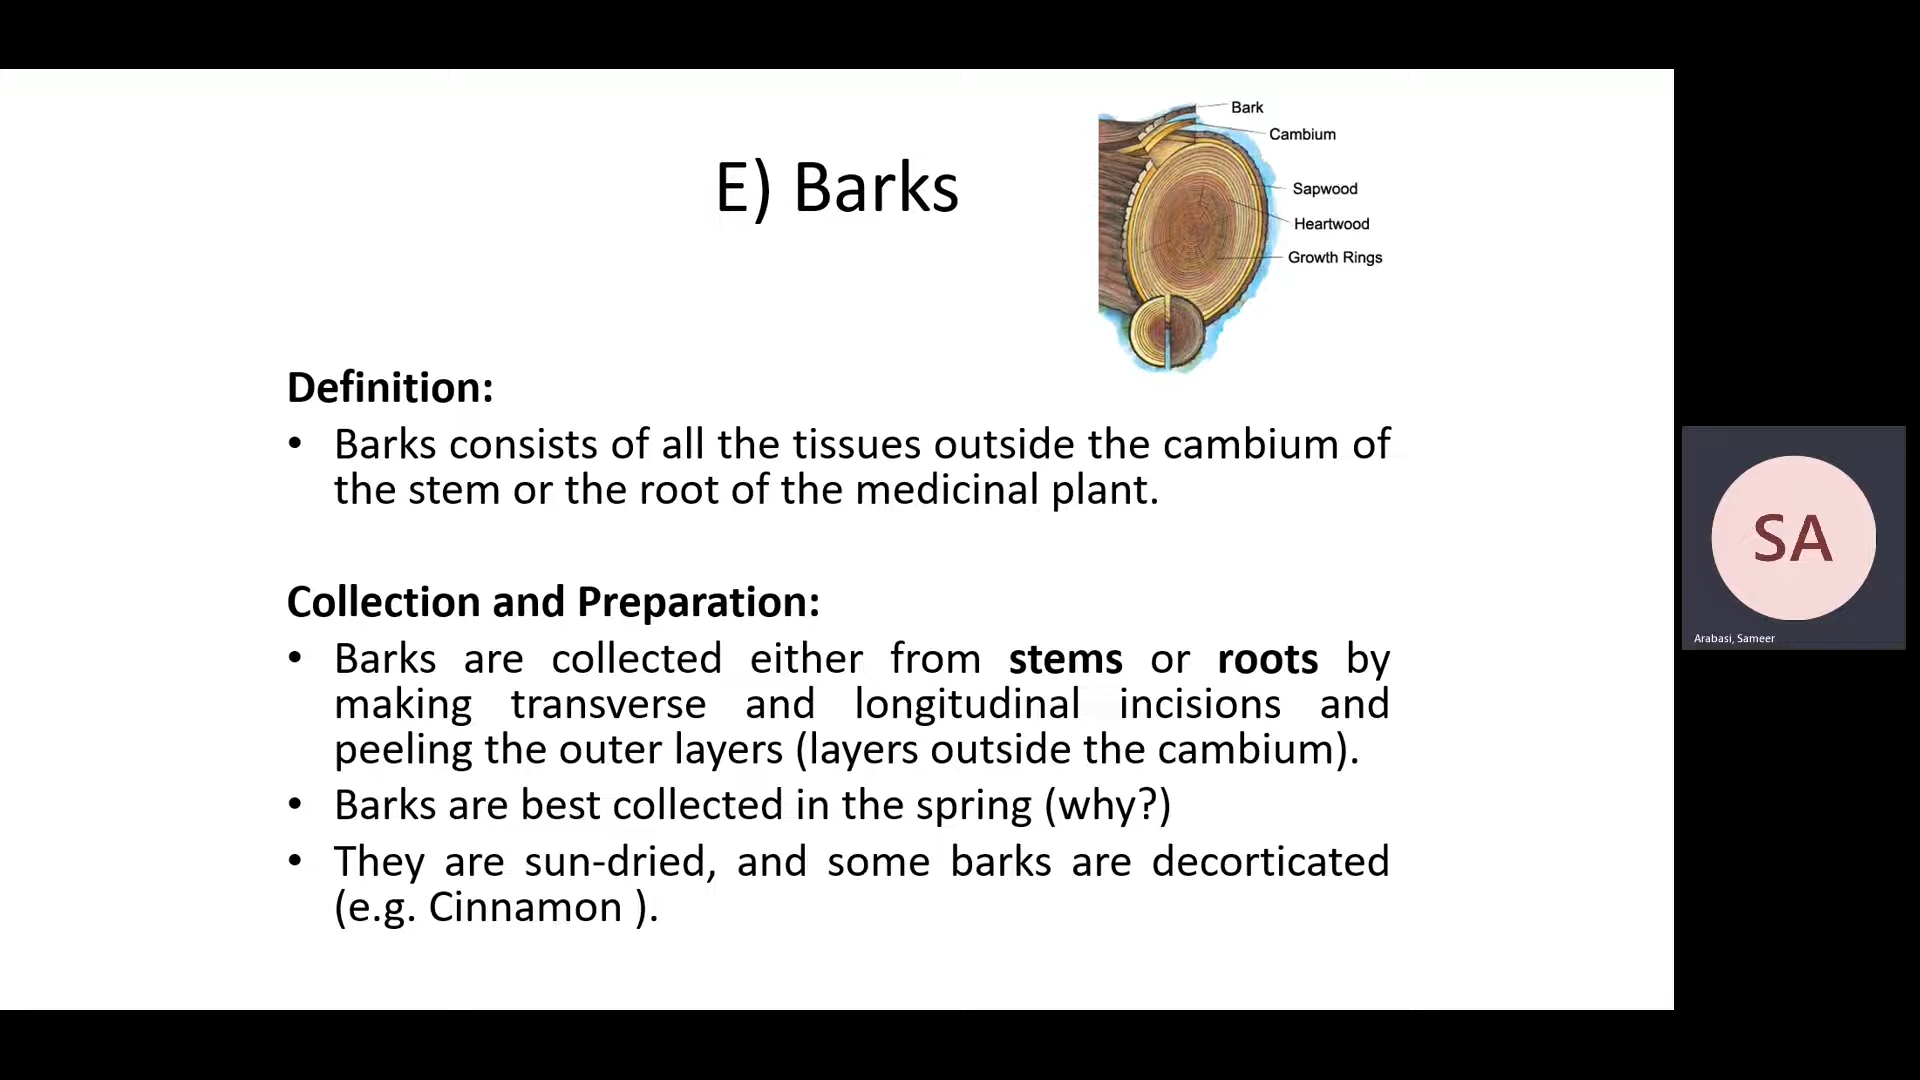 E) Barks
Bark
Cambium
Sapwood
Heartwood
Growth Rings
Definition:
• Barks consists of all the tissues outside the cambium of
the stem or the root of the medicinal plant.
Collection and Preparation:
• Barks are collected either from stems or roots by
making transverse and longitudinal incisions and
peeling the outer layers (layers outside the cambium).
• Barks are best collected in the spring (why?)
• They are sun-dried, and some barks are decorticated
(e.g. Cinnamon ).
SA
Arabasi, Sameer